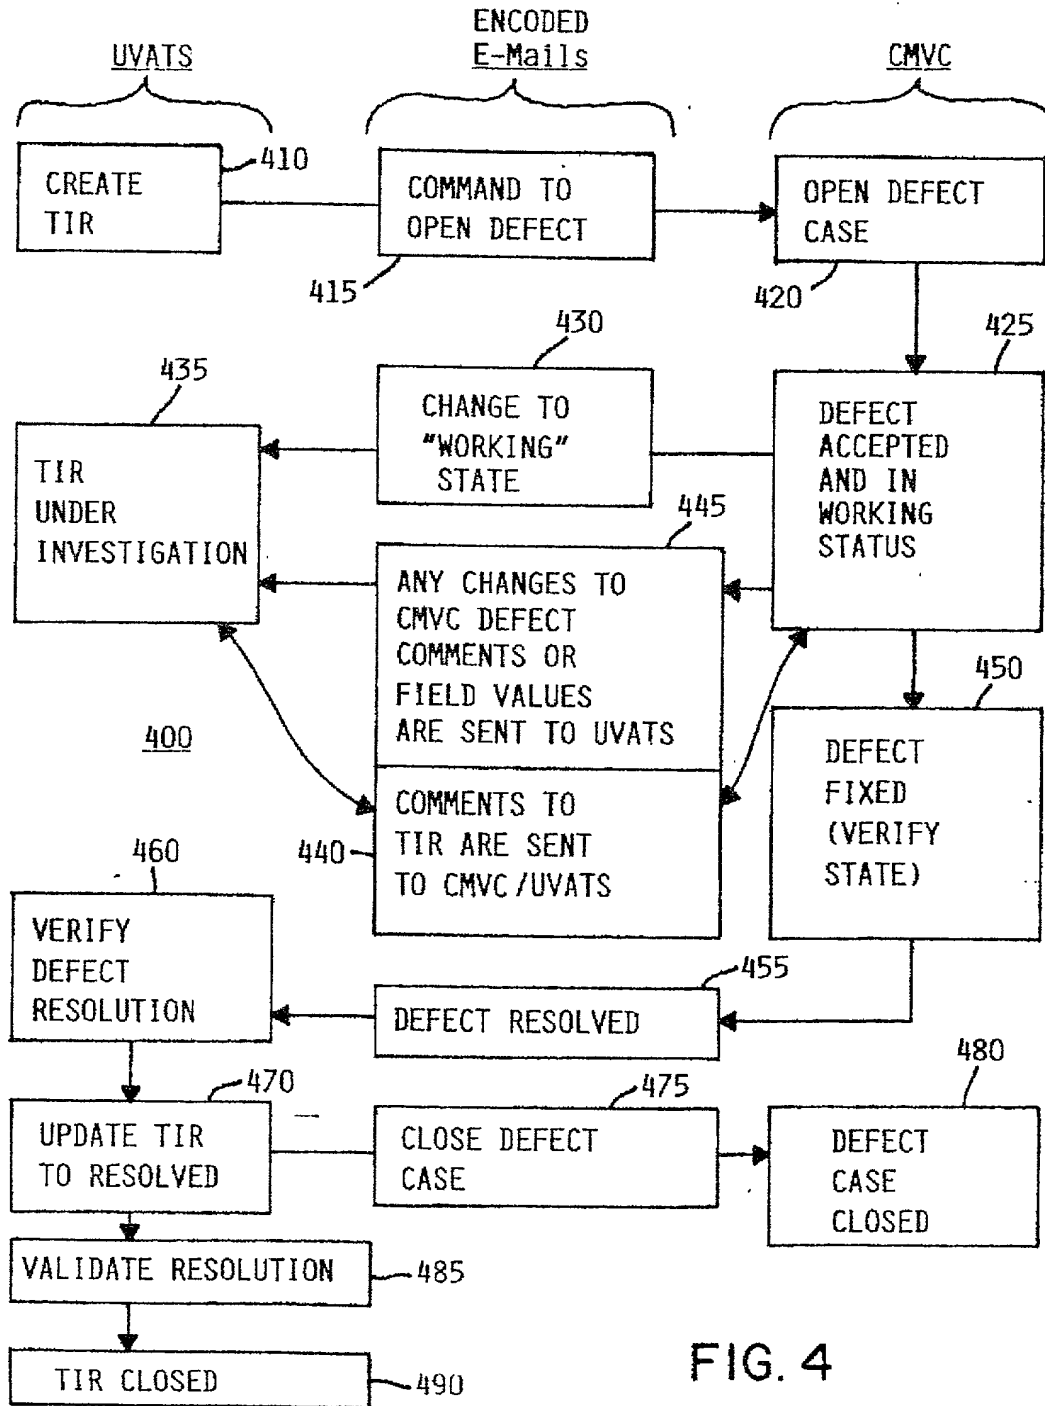 UVATS
ENCODED
E-Mails
CMVC
CREATE
TIR
410
COMMAND TO
OPEN DEFECT
415
OPEN DEFECT
CASE
420
430
425
435
CHANGE TO
"WORKING"
STATE
DEFECT
ACCEPTED
AND IN
WORKING
STATUS
TIR
UNDER
INVESTIGATION
445
ANY CHANGES TO
CMVC DEFECT
COMMENTS OR
FIELD VALUES
ARE SENT TO UVATS
450
400
DEFECT
FIXED
(VERIFY
STATE)
COMMENTS TO
TIR ARE SENT
TO CMVC/UVATS
440
460
VERIFY
DEFECT
RESOLUTION
455
DEFECT RESOLVED
470
UPDATE TIR
TO RESOLVED
475
CLOSE DEFECT
CASE
480
DEFECT
CASE
CLOSED
VALIDATE RESOLUTION
485
TIR CLOSED
490
FIG. 4